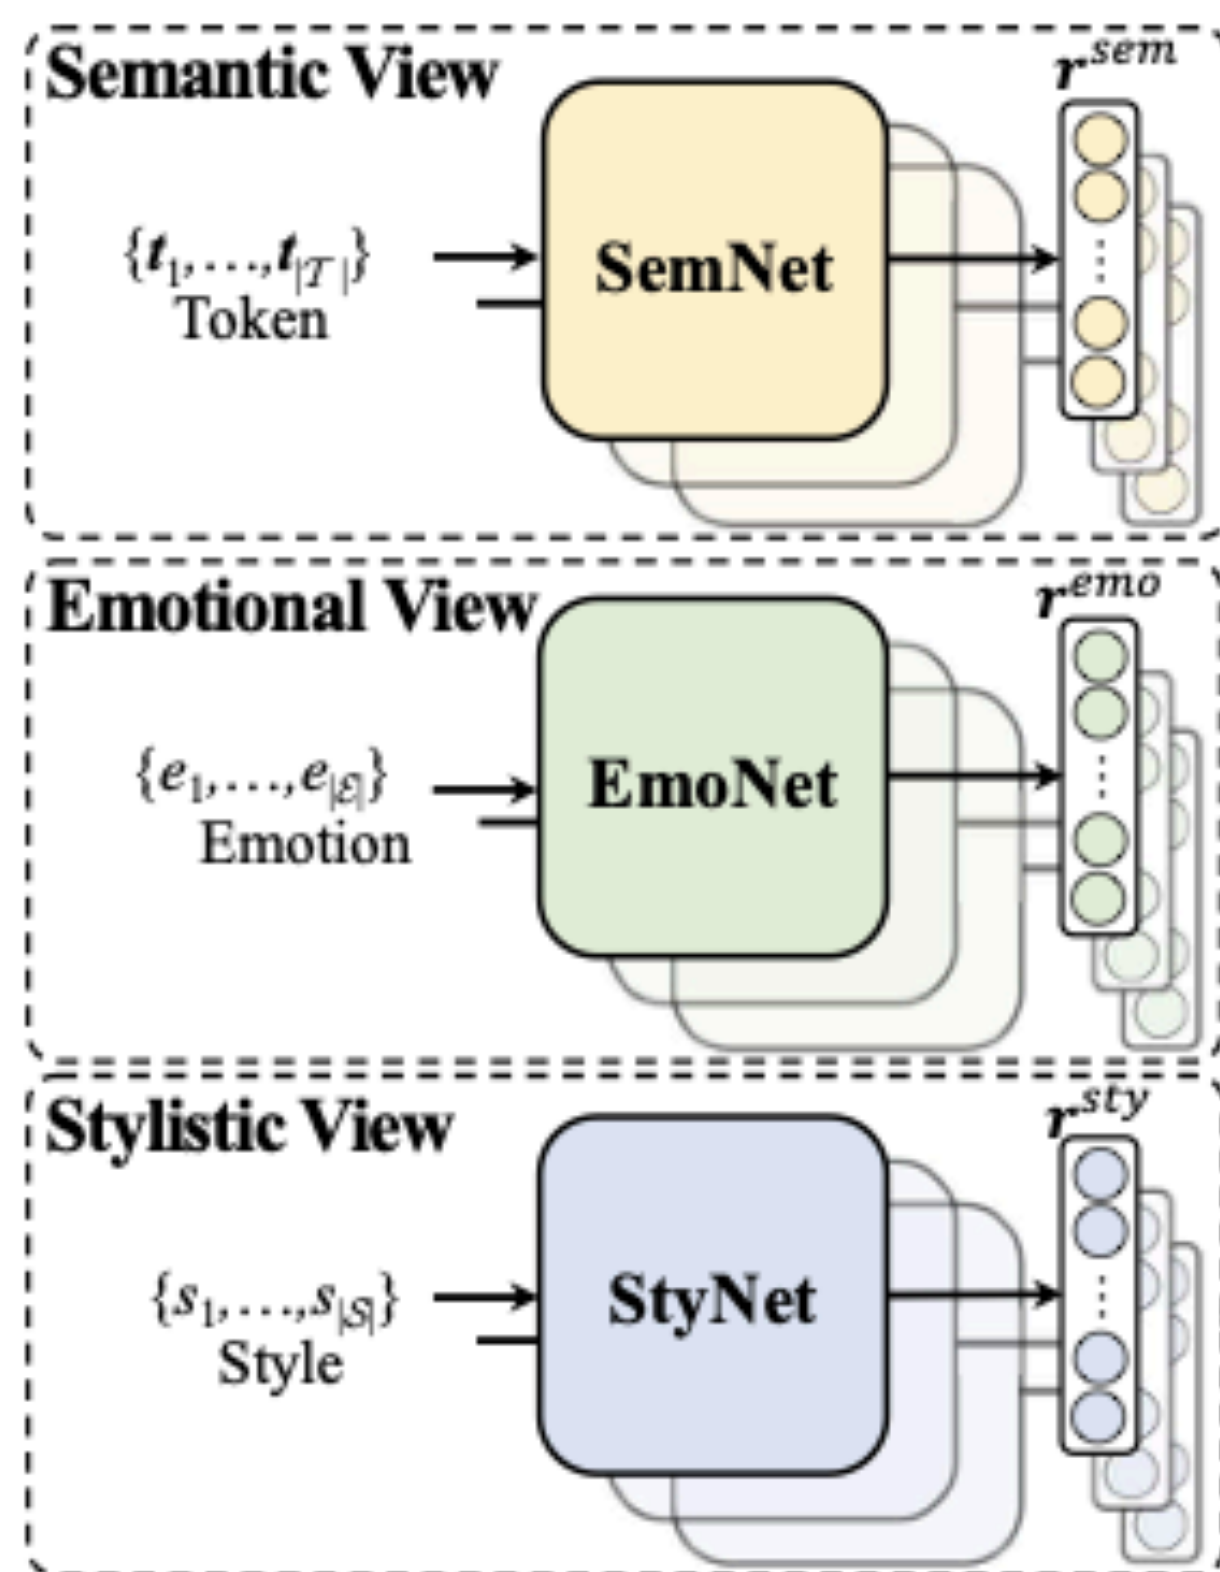 Semantic View
r^sem
{t_1,...,t_|𝒯|}
Token
SemNet
Emotional View
r^emo
{e_1,...,e_|ℰ|}
Emotion
EmoNet
Stylistic View
r^sty
{s_1,...,s_|S|}
Style
StyNet